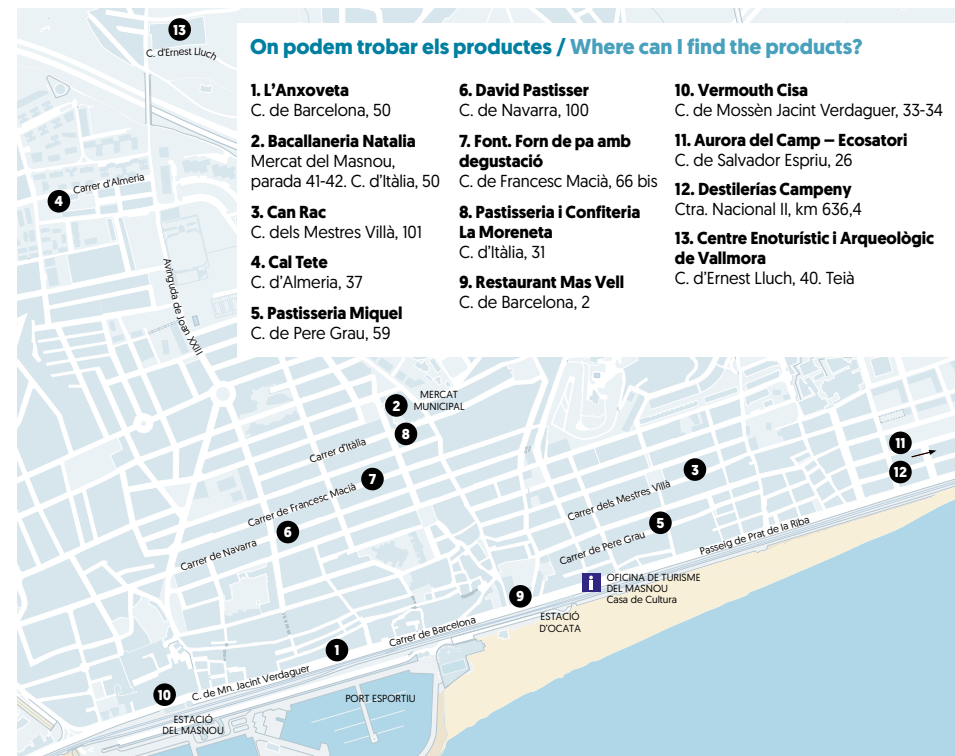 On podem trobar els productes / Where can I find the products?
1. L’Anxoveta
C. de Barcelona, 50
2. Bacallaneria Natalia
Mercat del Masnou,
parada 41-42. C. d’Itàlia, 50
3. Can Rac
C. dels Mestres Villà, 101
4. Cal Tete
C. d’Almeria, 37
5. Pastisseria Miquel
C. de Pere Grau, 59
6. David Pastisser
C. de Navarra, 100
7. Font. Forn de pa amb
degustació
C. de Francesc Macià, 66 bis
8. Pastisseria i Confiteria
La Moreneta
C. d’Itàlia, 31
9. Restaurant Mas Vell
C. de Barcelona, 2
10. Vermouth Cisa
C. de Mossèn Jacint Verdaguer, 33-34
11. Aurora del Camp – Ecosatori
C. de Salvador Espriu, 26
12. Destilerías Campeny
Ctra. Nacional II, km 636,4
13. Centre Enoturístic i Arqueològic
de Vallmora
C. d’Ernest Lluch, 40. Teià
13
C. d’Ernest Lluch
4
Carrer d’Almeria
Avinguda de Joan XXIII
MERCAT
MUNICIPAL
2
8
Carrer d’Itàlia
7
Carrer de Francesc Macià
6
Carrer de Navarra
11
12
3
Carrer dels Mestres Villà
5
Carrer de Pere Grau
Passeig de Prat de la Riba
i
OFICINA DE TURISME
DEL MASNOU
Casa de Cultura
9
ESTACIÓ
D’OCATA
Carrer de Barcelona
1
C. de Mn. Jacint Verdaguer
10
PORT ESPORTIU
ESTACIÓ
DEL MASNOU